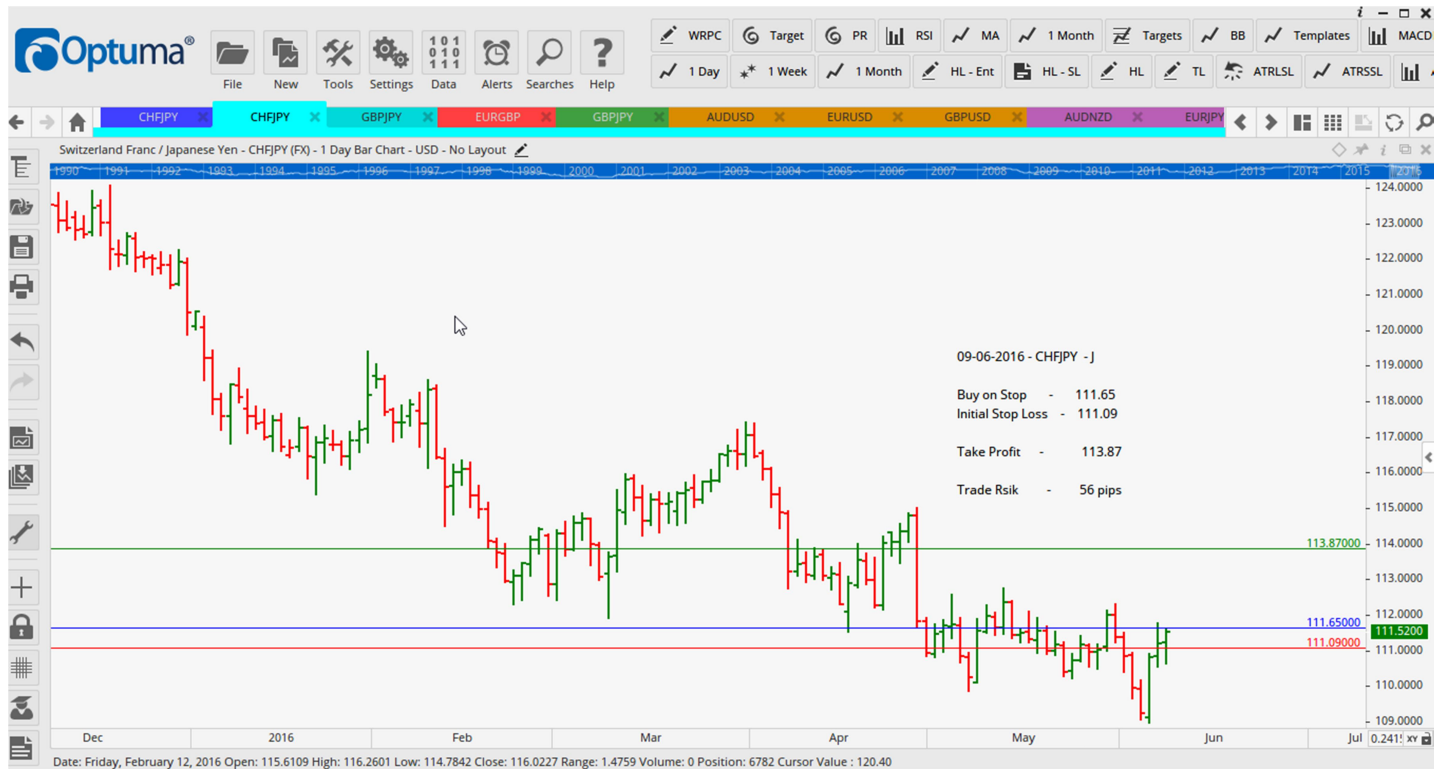 Optuma®
File
New
Tools
Settings
101 010 111
Data
Alerts
Searches
Help
WRPC
Target
PR
RSI
MA
1 Month
Targets
BB
Templates
MACD
1 Day
1 Week
1 Month
HL - Ent
HL - SL
HL
TL
ATRLSL
ATRSSL
CHFJPY
CHFJPY
GBPJPY
EURGBP
GBPJPY
AUDUSD
EURUSD
GBPUSD
AUDNZD
EURJPY
Switzerland Franc / Japanese Yen - CHFJPY (FX) - 1 Day Bar Chart - USD - No Layout
1990 1991 1992 1993 1994 1995 1996 1997 1998 1999 2000 2001 2002 2003 2004 2005 2006 2007 2008 2009 2010 2011 2012 2013 2014 2015 2016
124.0000
123.0000
122.0000
121.0000
120.0000
119.0000
118.0000
117.0000
116.0000
115.0000
114.0000
113.0000
112.0000
111.5200
111.0000
110.0000
109.0000
09-06-2016 - CHFJPY - J
Buy on Stop - 111.65
Initial Stop Loss - 111.09
Take Profit - 113.87
Trade Rsik - 56 pips
113.87000
111.65000
111.09000
Dec 2016 Feb Mar Apr May Jun Jul
XY
Date: Friday, February 12, 2016 Open: 115.6109 High: 116.2601 Low: 114.7842 Close: 116.0227 Range: 1.4759 Volume: 0 Position: 6782 Cursor Value : 120.40